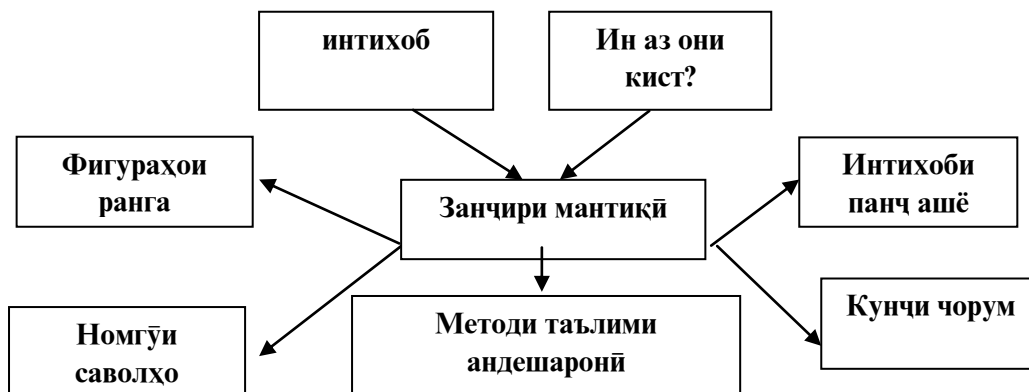 интихоб
Ин аз они
кист?
Фигураҳои
ранга
Занҷири мантиқӣ
Интихоби
панҷ ашё
Номгӯи
саволҳо
Методи таълими
андешаронӣ
Кунҷи чорум